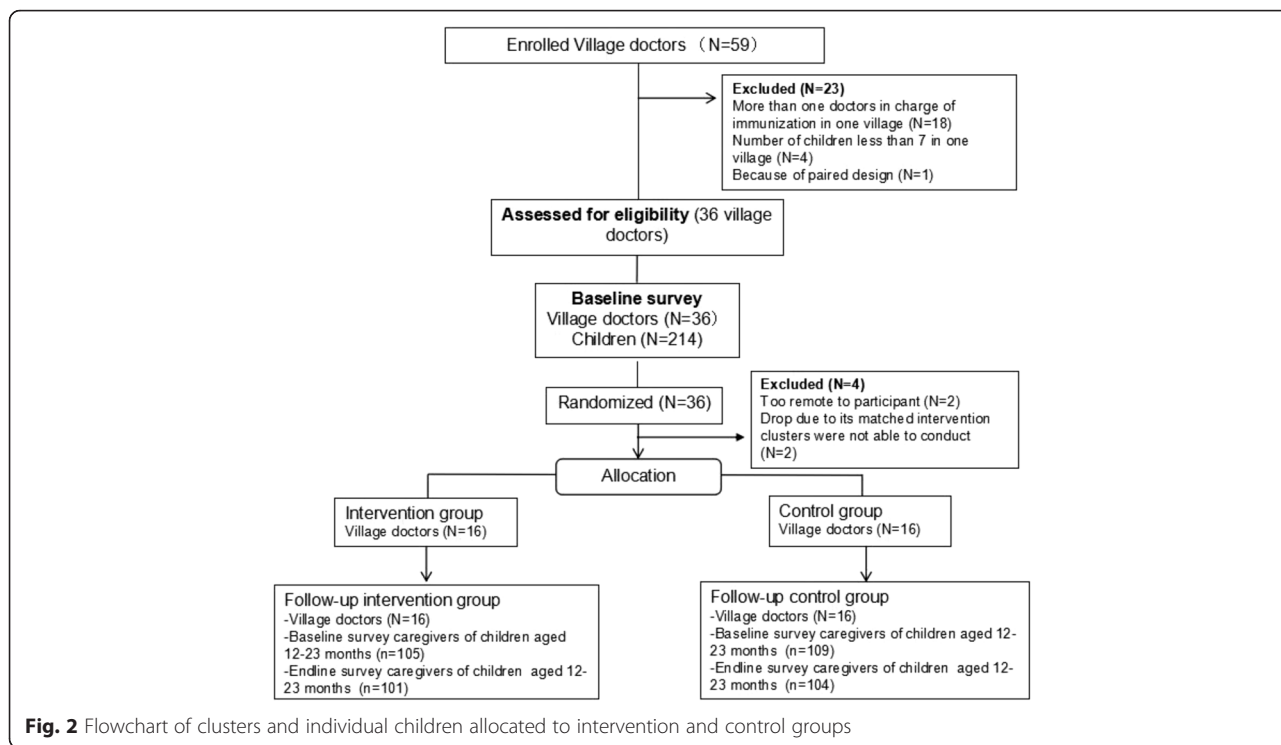 Enrolled Village doctors （N=59）
Excluded (N=23)
More than one doctors in charge of
immunization in one village (N=18)
Number of children less than 7 in one
village (N=4)
Because of paired design (N=1)
Assessed for eligibility (36 village
doctors)
Baseline survey
Village doctors (N=36）
Children (N=214)
Randomized (N=36)
Excluded (N=4)
Too remote to participant (N=2)
Drop due to its matched intervention
clusters were not able to conduct
(N=2)
Allocation
Intervention group
Village doctors (N=16)
Control group
Village doctors (N=16)
Follow-up intervention group
-Village doctors (N=16)
-Baseline survey caregivers of children aged
12-23 months (n=105)
-Endline survey caregivers of children aged 12-
23 months (n=101)
Follow-up control group
-Village doctors (N=16)
-Baseline survey caregivers of children aged 12-
23 months (n=109)
-Endline survey caregivers of children aged 12-
23 months (n=104)
Fig. 2 Flowchart of clusters and individual children allocated to intervention and control groups